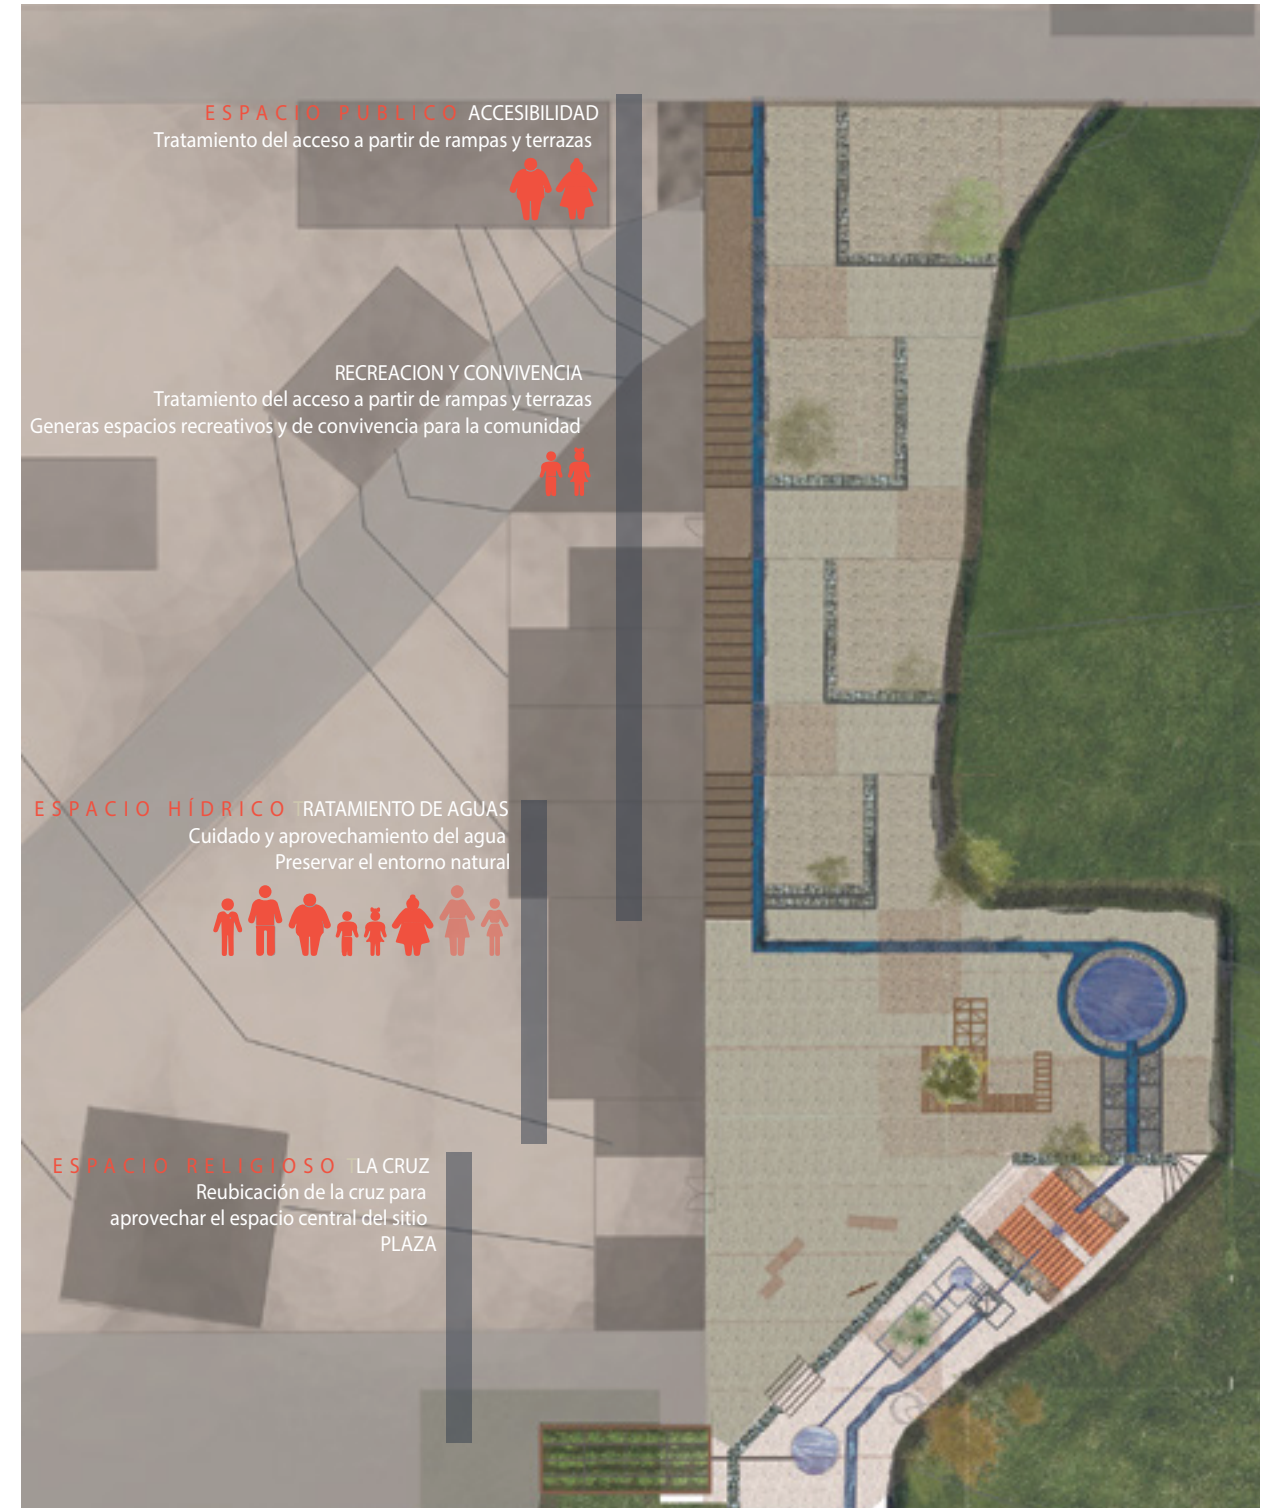 ESPACIO PUBLICO ACCESIBILIDAD
Tratamiento del acceso a partir de rampas y terrazas
RECREACION Y CONVIVENCIA
Tratamiento del acceso a partir de rampas y terrazas
Generas espacios recreativos y de convivencia para la comunidad
ESPACIO HÍDRICO TRATAMIENTO DE AGUAS
Cuidado y aprovechamiento del agua
Preservar el entorno natural
ESPACIO RELIGIOSO TLA CRUZ
Reubicación de la cruz para
aprovechar el espacio central del sitio
PLAZA